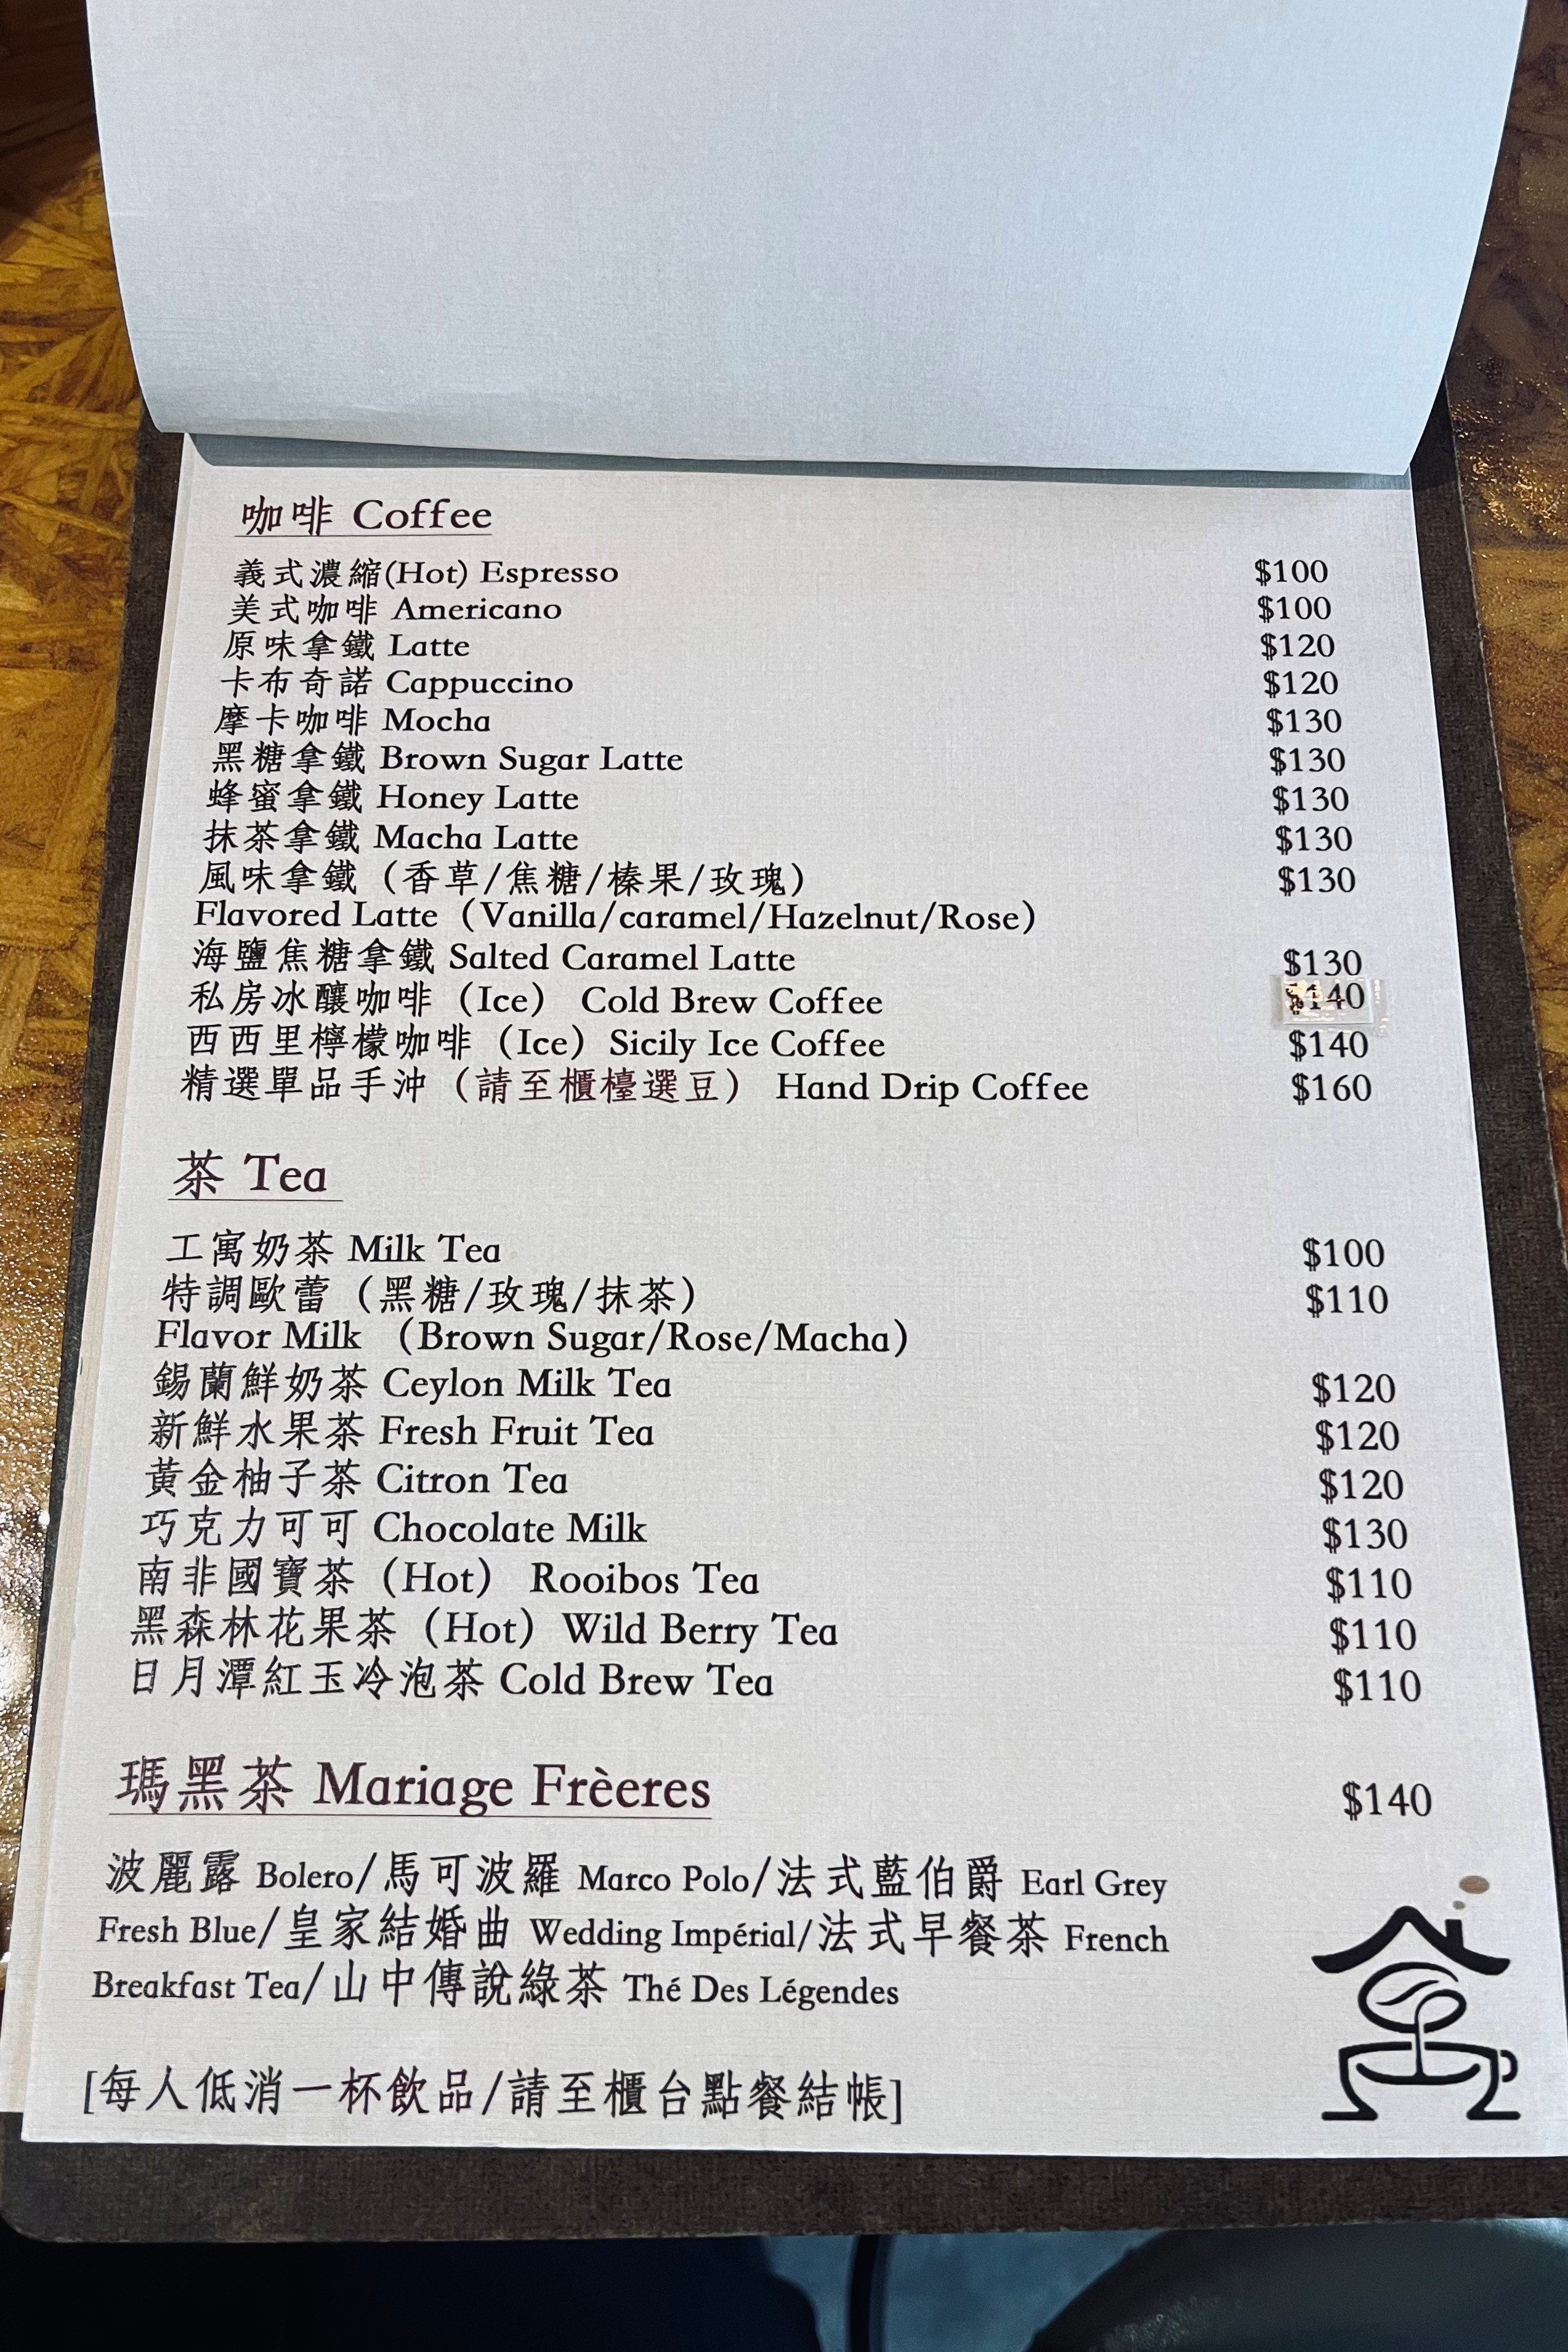 咖啡 Coffee
義式濃縮(Hot) Espresso $100
美式咖啡 Americano $100
原味拿鐵 Latte $120
卡布奇諾 Cappuccino $120
摩卡咖啡 Mocha $130
黑糖拿鐵 Brown Sugar Latte $130
蜂蜜拿鐵 Honey Latte $130
抹茶拿鐵 Macha Latte $130
風味拿鐵（香草/焦糖/榛果/玫瑰） $130
Flavored Latte（Vanilla/caramel/Hazelnut/Rose）
海鹽焦糖拿鐵 Salted Caramel Latte $130
私房冰釀咖啡（Ice） Cold Brew Coffee $140
西西里檸檬咖啡（Ice）Sicily Ice Coffee $140
精選單品手沖（請至櫃檯選豆） Hand Drip Coffee $160
茶 Tea
工寓奶茶 Milk Tea $100
特調歐蕾（黑糖/玫瑰/抹茶） $110
Flavor Milk （Brown Sugar/Rose/Macha）
錫蘭鮮奶茶 Ceylon Milk Tea $120
新鮮水果茶 Fresh Fruit Tea $120
黃金柚子茶 Citron Tea $120
巧克力可可 Chocolate Milk $130
南非國寶茶（Hot） Rooibos Tea $110
黑森林花果茶（Hot）Wild Berry Tea $110
日月潭紅玉冷泡茶 Cold Brew Tea $110
瑪黑茶 Mariage Frèeres $140
波麗露 Bolero/馬可波羅 Marco Polo/法式藍伯爵 Earl Grey
Fresh Blue/皇家結婚曲 Wedding Impérial/法式早餐茶 French
Breakfast Tea/山中傳說綠茶 Thé Des Légendes
[每人低消一杯飲品/請至櫃台點餐結帳]